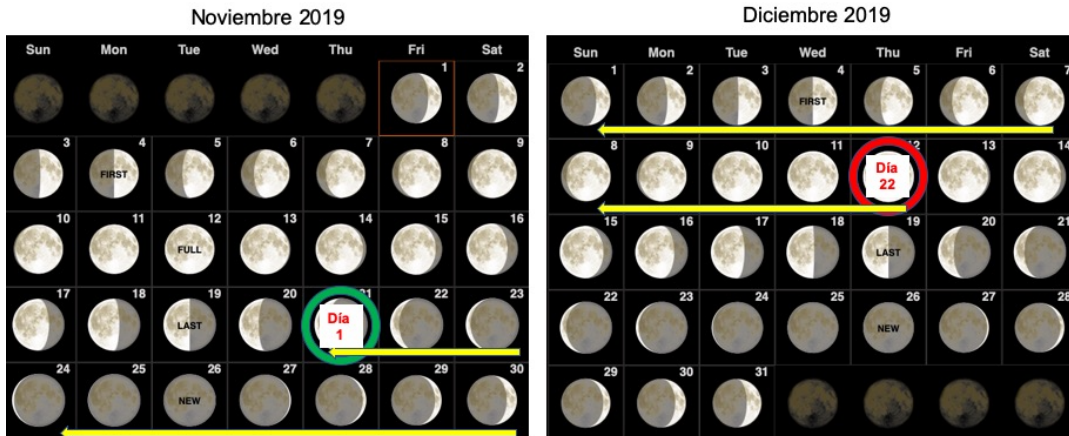 Noviembre 2019
Sun Mon Tue Wed Thu Fri Sat
1 2
3 4 5 6 7 8 9
FIRST
10 11 12 13 14 15 16
FULL
17 18 19 20 21 22 23
LAST
Día
1
24 25 26 27 28 29 30
NEW
Diciembre 2019
Sun Mon Tue Wed Thu Fri Sat
1 2 3 4 5 6 7
FIRST
8 9 10 11 12 13 14
Día
22
15 16 17 18 19 20 21
LAST
22 23 24 25 26 27 28
NEW
29 30 31